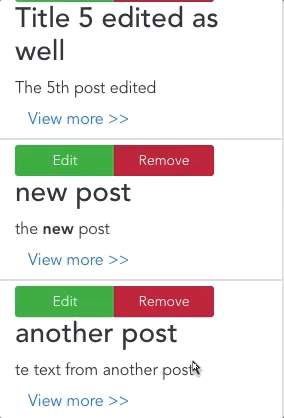 Title 5 edited as
well
The 5th post edited
View more >>
Edit Remove
new post
the new post
View more >>
Edit Remove
another post
te text from another post
View more >>